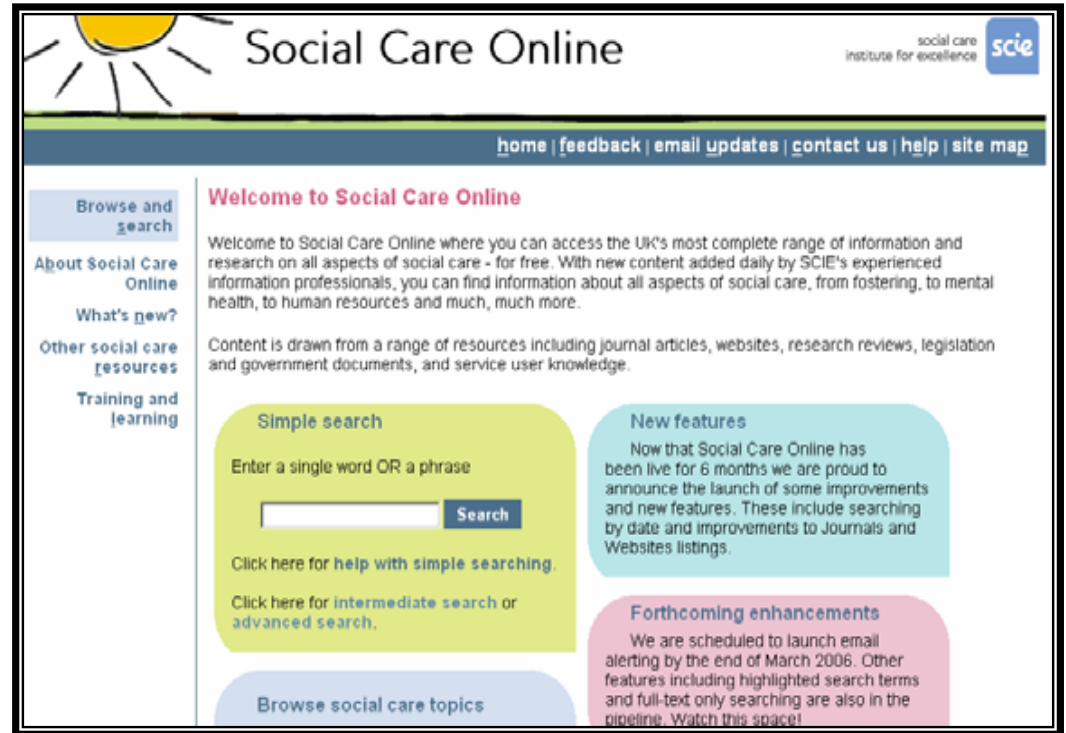 Social Care Online
social care
institute for excellence
scie
home | feedback | email updates | contact us | help | site map
Browse and
search
About Social Care
Online
What's new?
Other social care
resources
Training and
learning
Welcome to Social Care Online
Welcome to Social Care Online where you can access the UK's most complete range of information and
research on all aspects of social care - for free. With new content added daily by SCIE's experienced
information professionals, you can find information about all aspects of social care, from fostering, to mental
health, to human resources and much, much more.
Content is drawn from a range of resources including journal articles, websites, research reviews, legislation
and government documents, and service user knowledge.
Simple search
Enter a single word OR a phrase
Search
Click here for help with simple searching.
Click here for intermediate search or
advanced search.
Browse social care topics
New features
Now that Social Care Online has
been live for 6 months we are proud to
announce the launch of some improvements
and new features. These include searching
by date and improvements to Journals and
Websites listings.
Forthcoming enhancements
We are scheduled to launch email
alerting by the end of March 2006. Other
features including highlighted search terms
and full-text only searching are also in the
pipeline. Watch this space!